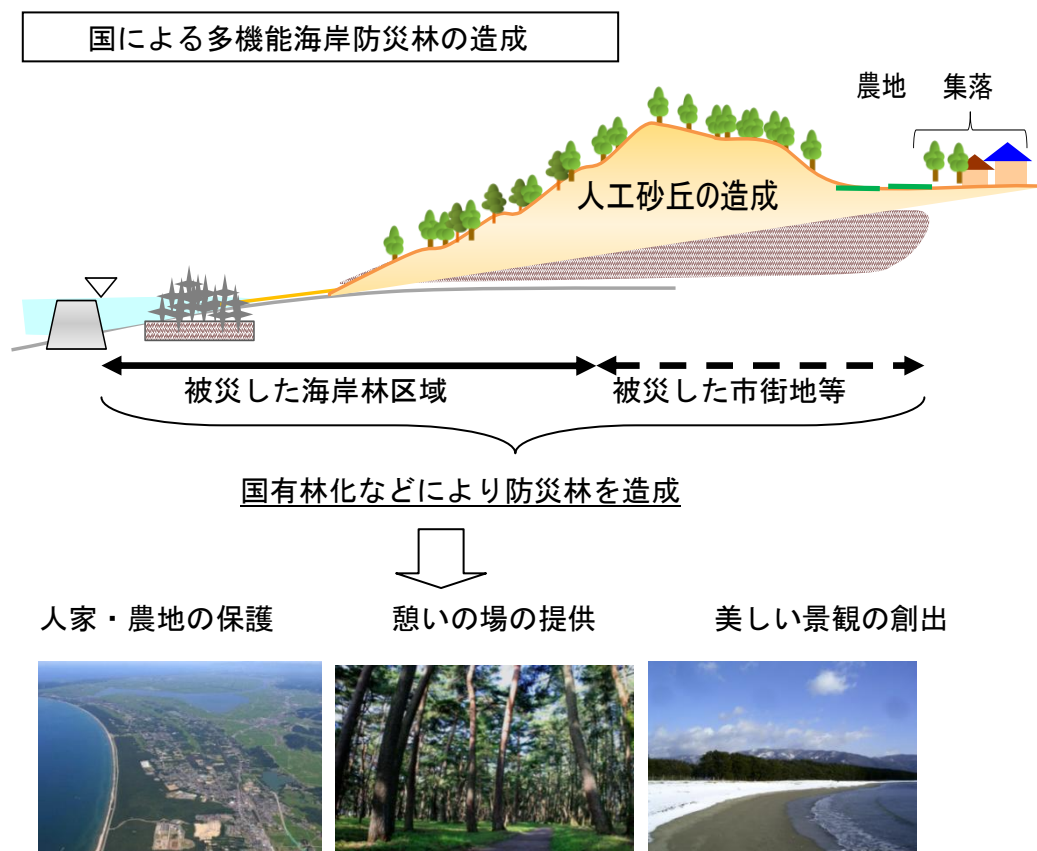 国による多機能海岸防災林の造成
農地 集落
人工砂丘の造成
被災した海岸林区域 被災した市街地等
国有林化などにより防災林を造成
人家・農地の保護 憩いの場の提供 美しい景観の創出